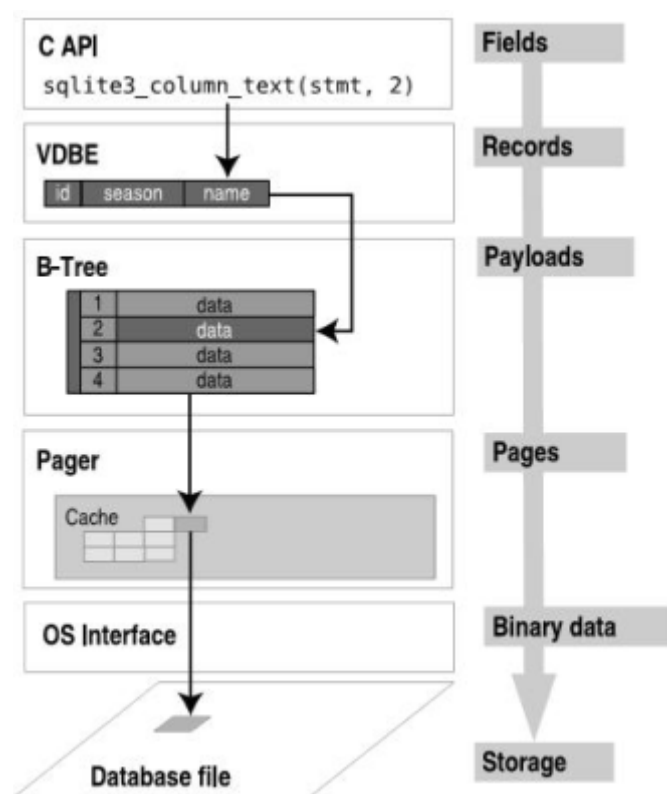 C API
sqlite3_column_text(stmt, 2)
Fields
VDBE
id season name
Records
B-Tree
1 data
2 data
3 data
4 data
Payloads
Pager
Cache
Pages
OS Interface
Binary data
Database file
Storage